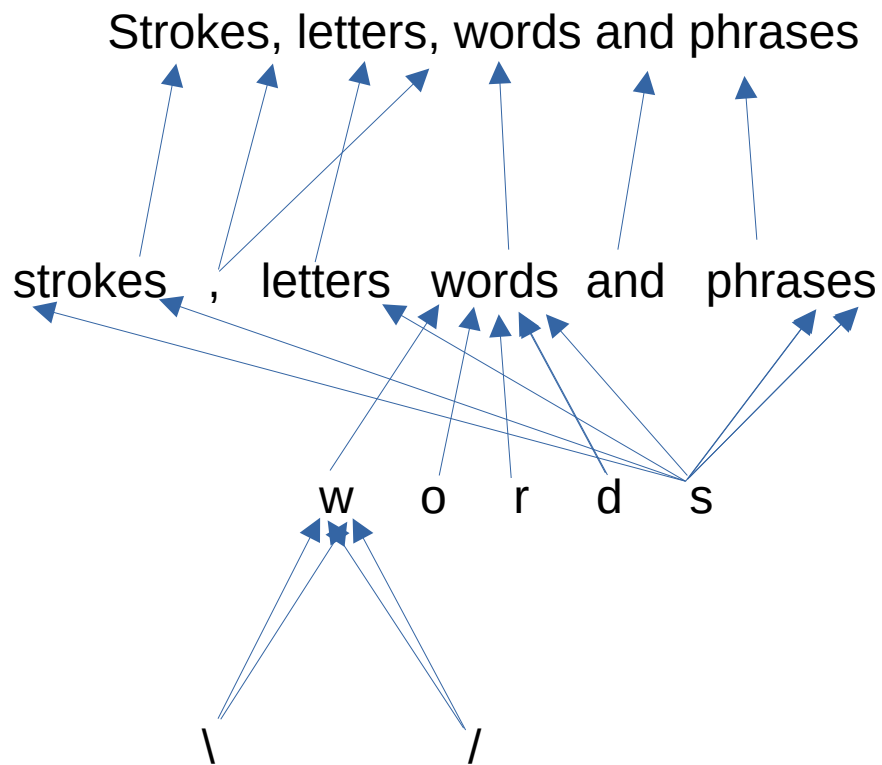 Strokes, letters, words and phrases
strokes , letters words and phrases
w o r d s
\ /